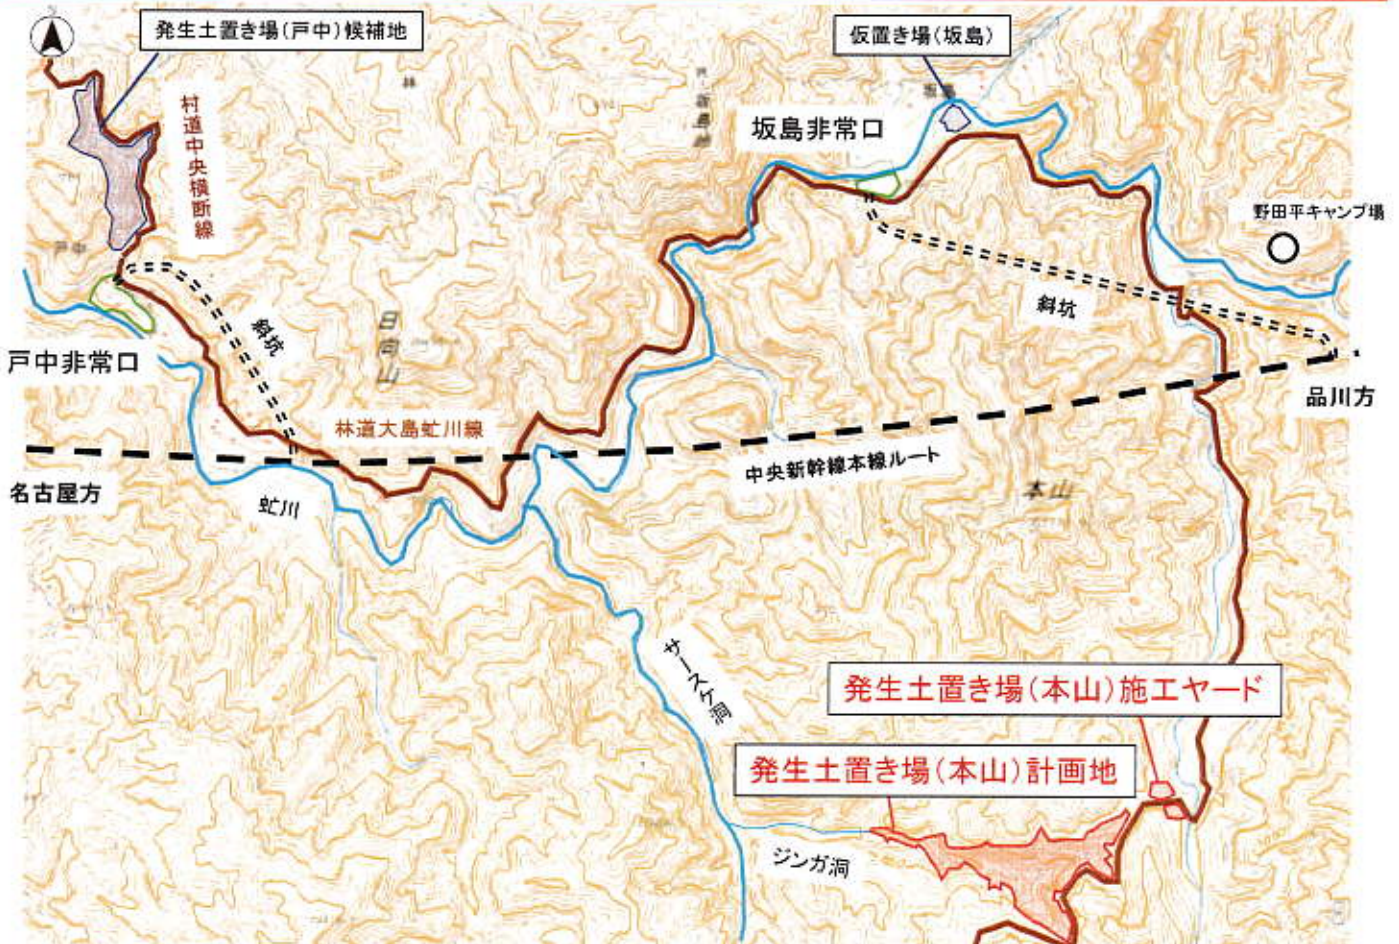 発生土置き場(戸中)候補地
仮置き場(坂島)
村道中央横断線
坂島非常口
野田平キャンプ場
戸中
斜坑
斜坑
日向山
戸中非常口
品川方
林道大島虻川線
中央新幹線本線ルート
名古屋方
虻川
本山
サースケ洞
発生土置き場(本山)施工ヤード
発生土置き場(本山)計画地
ジンガ洞